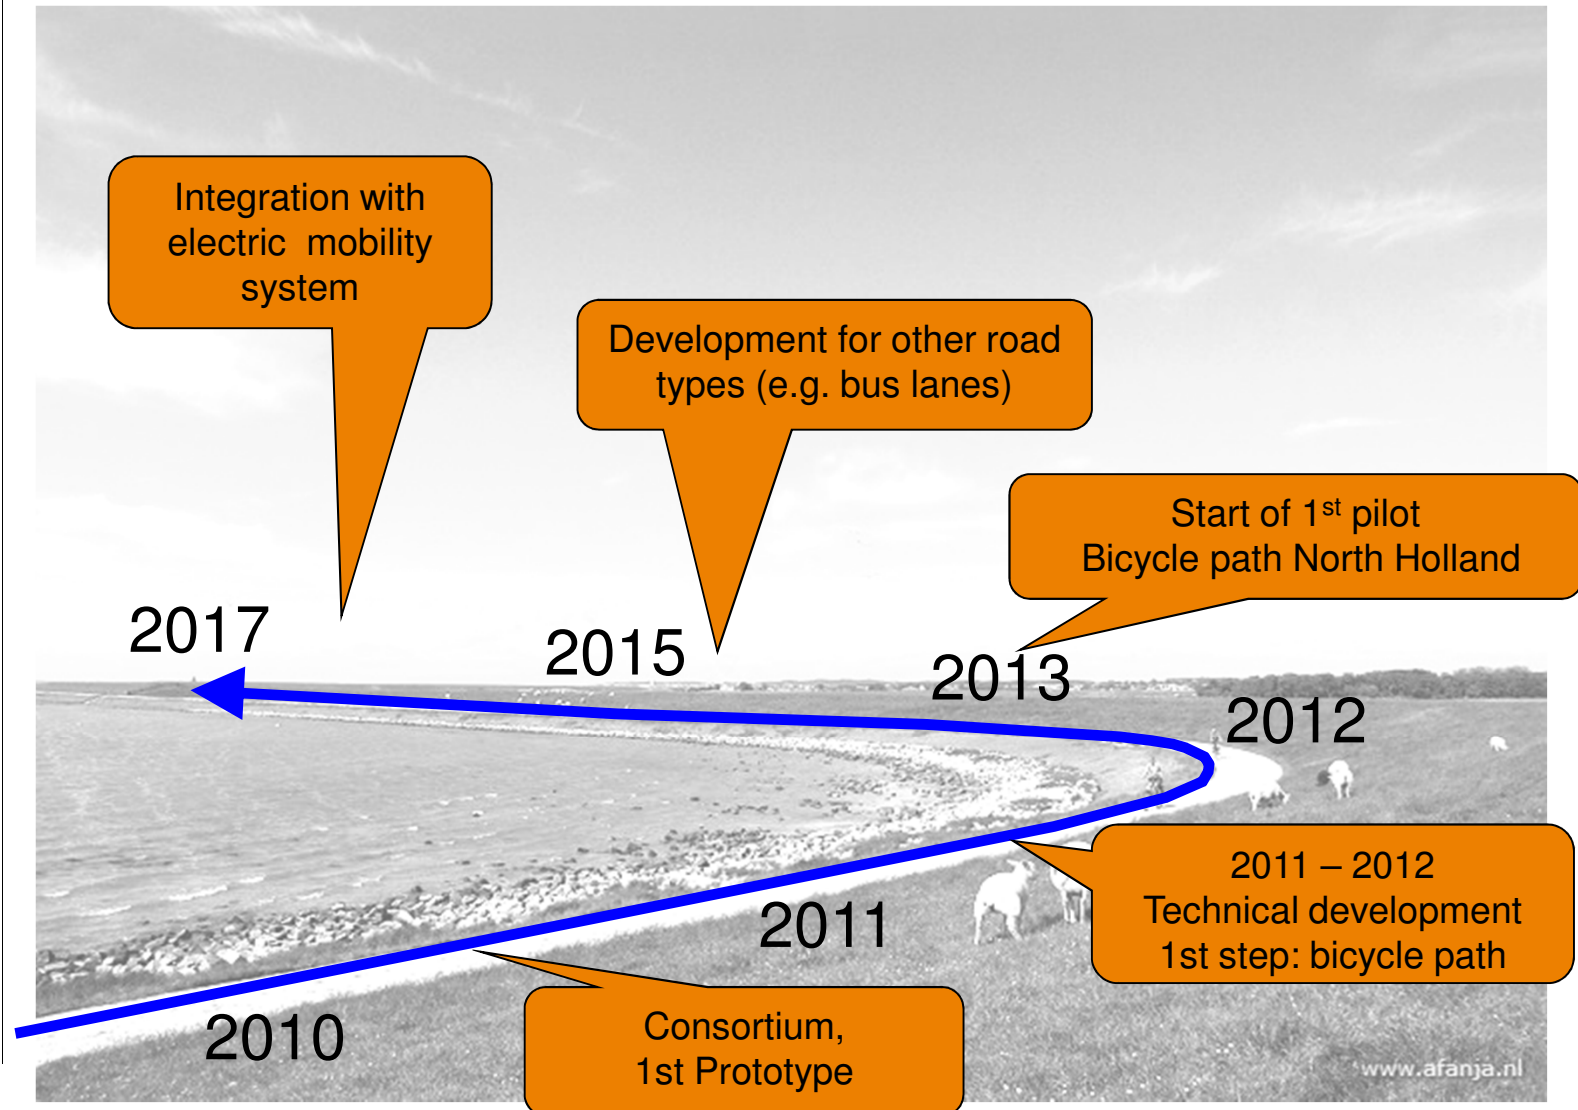 Integration with
electric mobility
system
Development for other road
types (e.g. bus lanes)
Start of 1st pilot
Bicycle path North Holland
2017
2015
2013
2012
2011 – 2012
Technical development
1st step: bicycle path
2011
2010
Consortium,
1st Prototype
www.afanja.nl